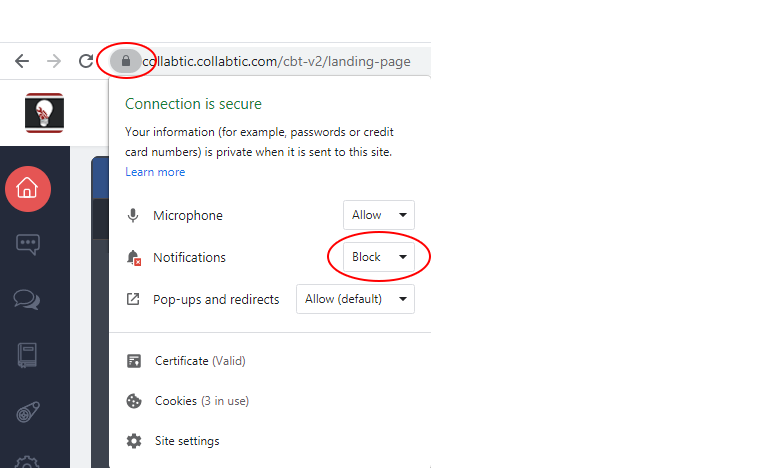 collabtic.collabtic.com/cbt-v2/landing-page
Connection is secure
Your information (for example, passwords or credit
card numbers) is private when it is sent to this site.
Learn more
Microphone Allow
Notifications Block
Pop-ups and redirects Allow (default)
Certificate (Valid)
Cookies (3 in use)
Site settings